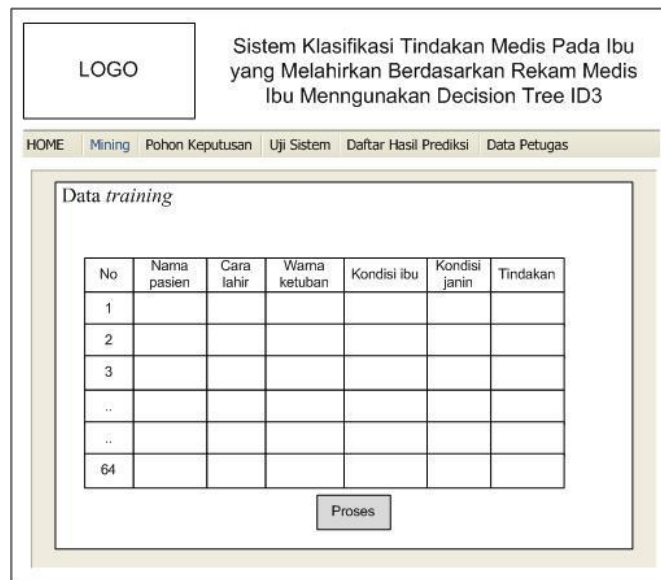 LOGO
Sistem Klasifikasi Tindakan Medis Pada Ibu
yang Melahirkan Berdasarkan Rekam Medis
Ibu Menngunakan Decision Tree ID3
HOME Mining Pohon Keputusan Uji Sistem Daftar Hasil Prediksi Data Petugas
Data training
No Nama pasien Cara lahir Warna ketuban Kondisi ibu Kondisi janin Tindakan
1
2
3
..
..
64
Proses